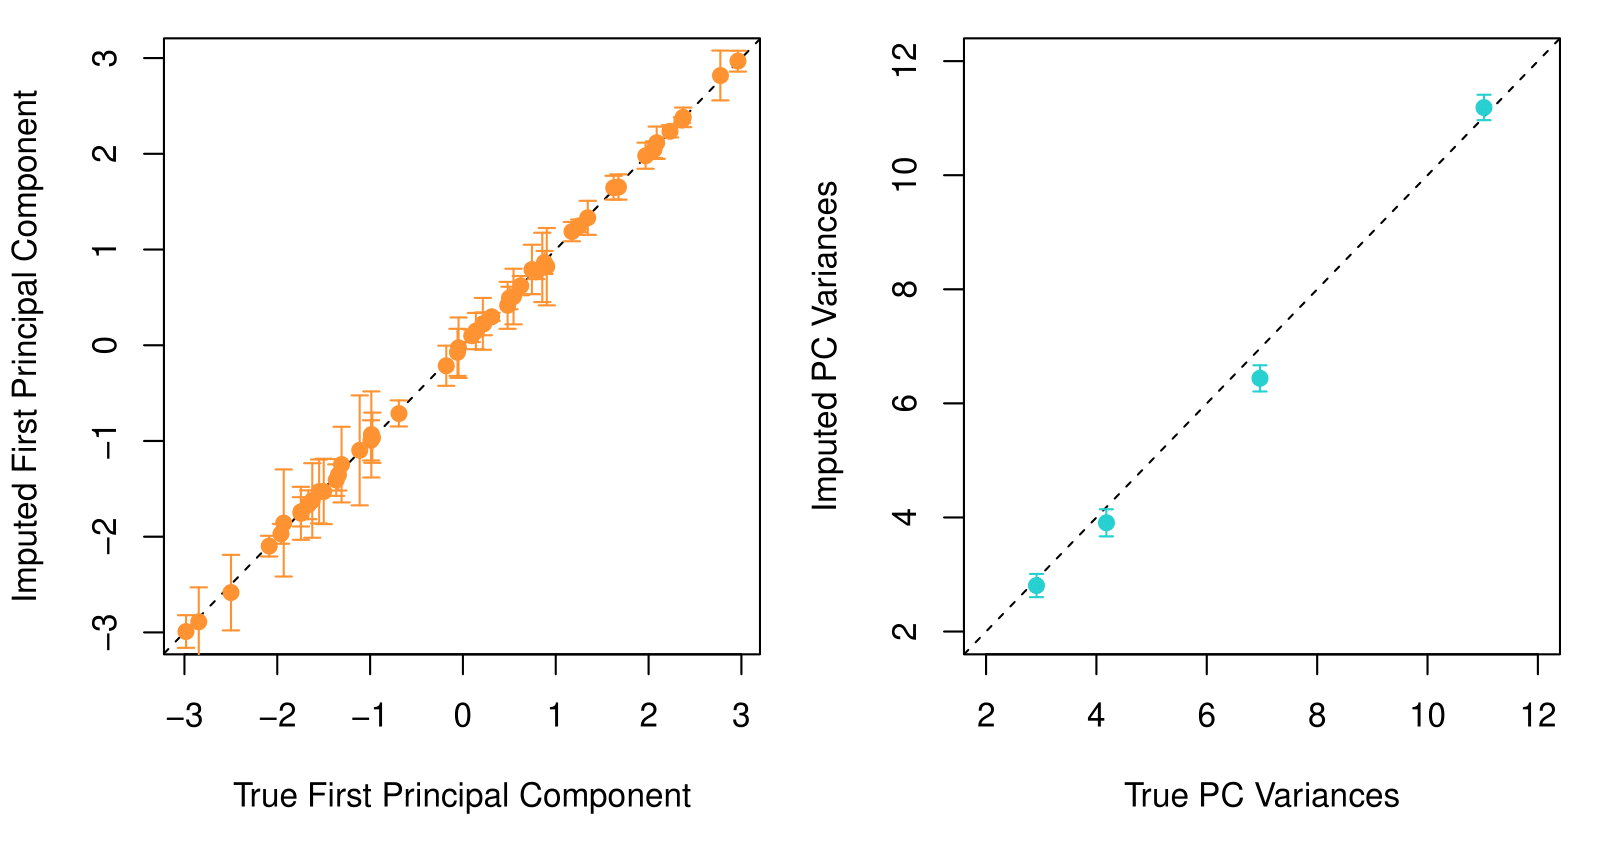 Imputed First Principal Component
3
2
1
0
−1
−2
−3
−3 −2 −1 0 1 2 3
True First Principal Component
Imputed PC Variances
12
10
8
6
4
2
2 4 6 8 10 12
True PC Variances